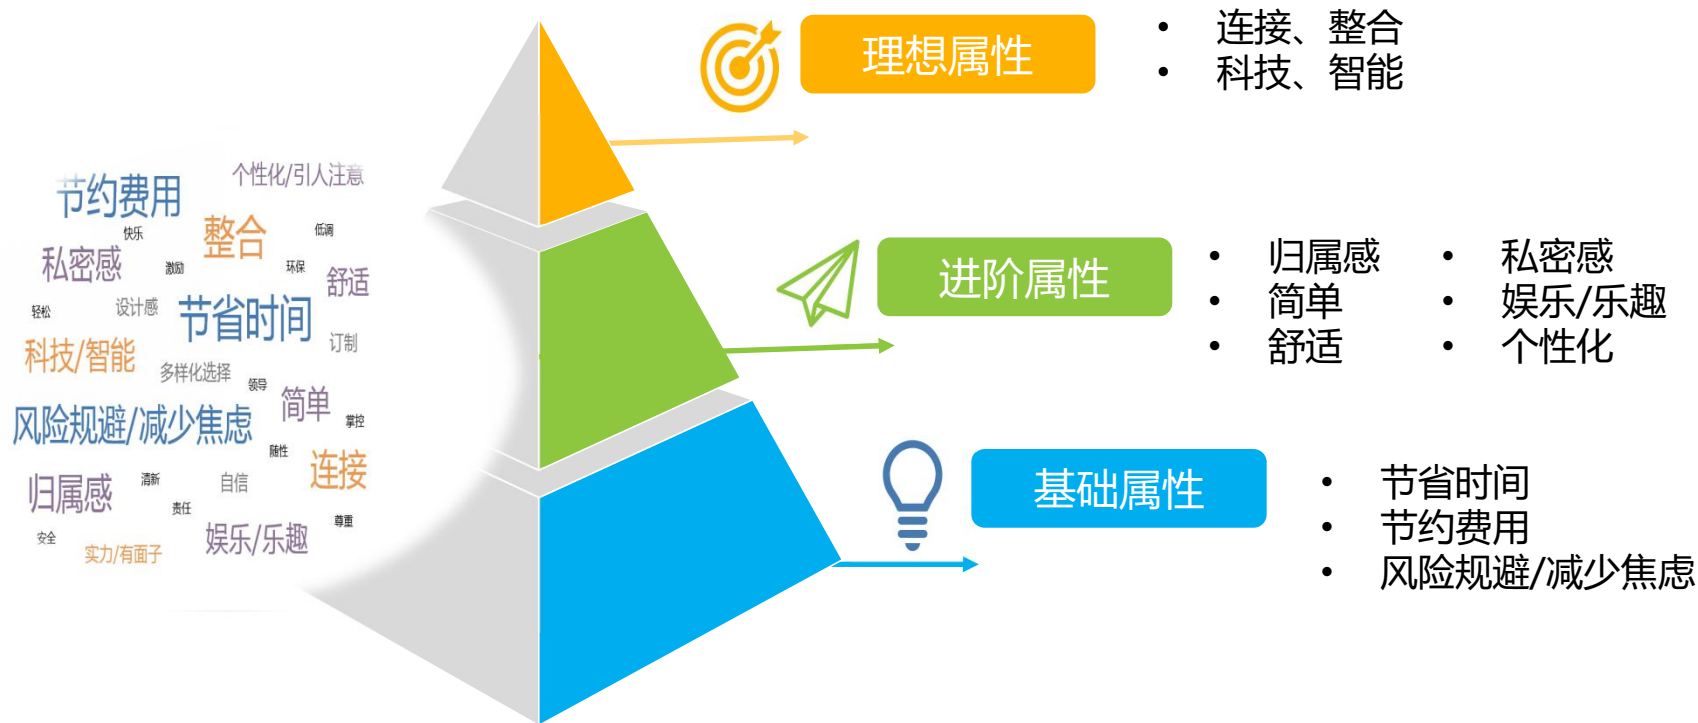 理想属性
• 连接、整合
• 科技、智能
个性化/引人注意
节约费用
快乐
整合
低调
私密感
激励
环保
舒适
轻松
设计感
节省时间
订制
科技/智能
多样化选择
领导
简单
风险规避/减少焦虑
掌控
随性
连接
归属感
清新
自信
责任
尊重
安全
实力/有面子
娱乐/乐趣
进阶属性
• 归属感
• 简单
• 舒适
• 私密感
• 娱乐/乐趣
• 个性化
基础属性
• 节省时间
• 节约费用
• 风险规避/减少焦虑